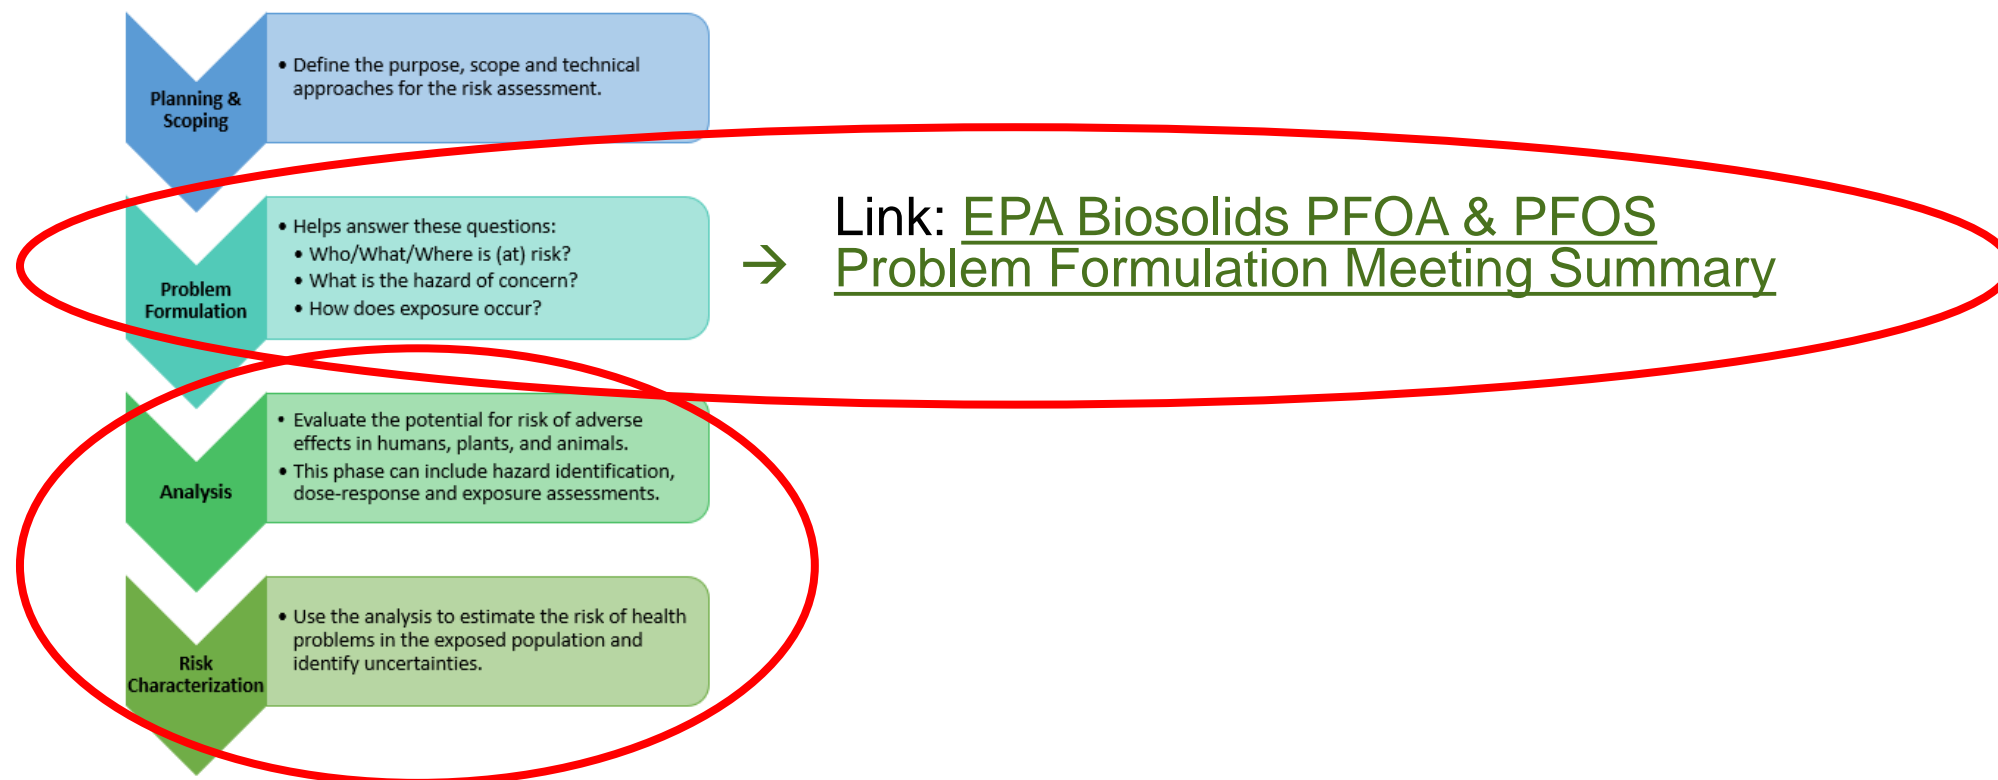 Planning &
Scoping
• Define the purpose, scope and technical
approaches for the risk assessment.
Problem
Formulation
• Helps answer these questions:
• Who/What/Where is (at) risk?
• What is the hazard of concern?
• How does exposure occur?
→
Link: EPA Biosolids PFOA & PFOS
Problem Formulation Meeting Summary
Analysis
• Evaluate the potential for risk of adverse
effects in humans, plants, and animals.
• This phase can include hazard identification,
dose-response and exposure assessments.
Risk
Characterization
• Use the analysis to estimate the risk of health
problems in the exposed population and
identify uncertainties.